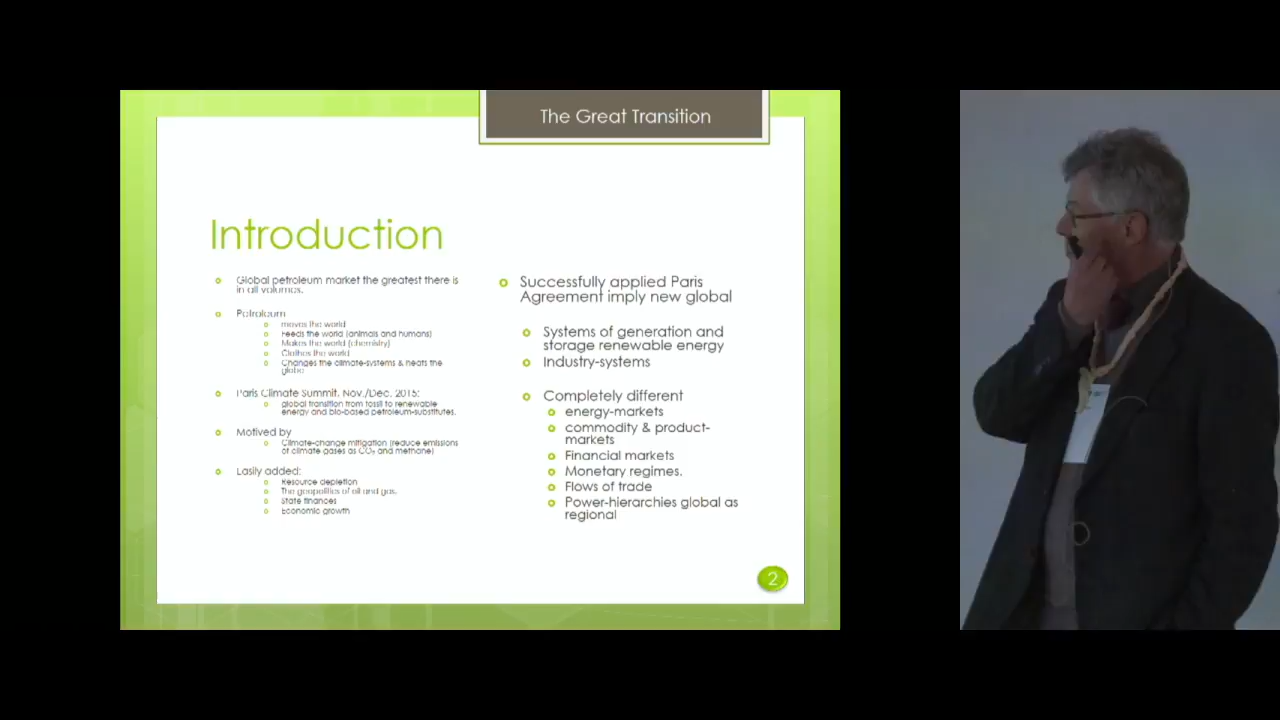 The Great Transition
Introduction
Global petroleum market the greatest there is
in all volumes.
Petroleum
moves the world
Feeds the world (animals and humans)
Makes the world (chemistry)
Clothes the world
Changes the climate-systems & heats the
globe
Paris Climate Summit, Nov./Dec. 2015:
global transition from fossil to renewable
energy and bio-based petroleum-substitutes.
Motived by
Climate-change mitigation (reduce emissions
of climate gases as CO₂ and methane)
Easily added:
Resource depletion
The geopolitics of oil and gas.
State finances
Economic growth
Successfully applied Paris
Agreement imply new global
Systems of generation and
storage renewable energy
Industry-systems
Completely different
energy-markets
commodity & product-
markets
Financial markets
Monetary regimes.
Flows of trade
Power-hierarchies global as
regional
2